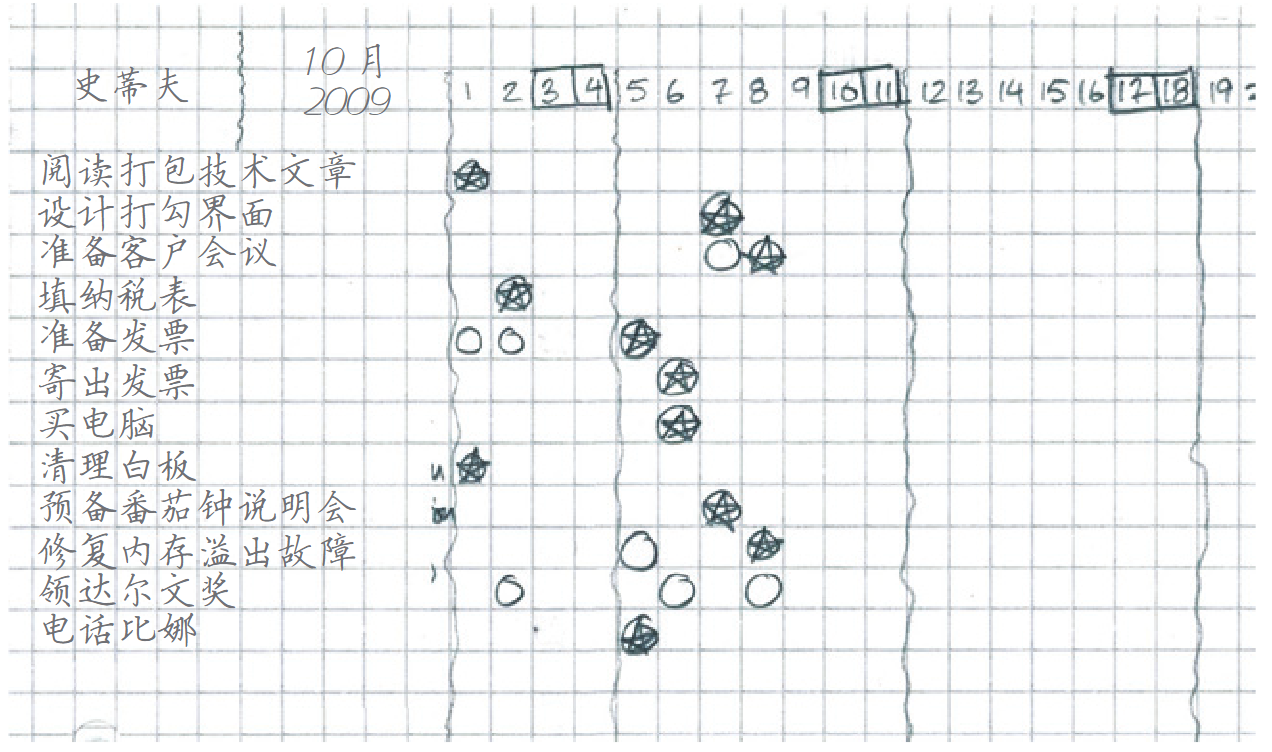 史蒂夫 10月 2009 1 2 3 4 5 6 7 8 9 10 11 12 13 14 15 16 17 18 19
阅读打包技术文章
设计打勾界面
准备客户会议
填纳税表
准备发票
寄出发票
买电脑
清理白板
预备番茄钟说明会
修复内存溢出故障
领达尔文奖
电话比娜